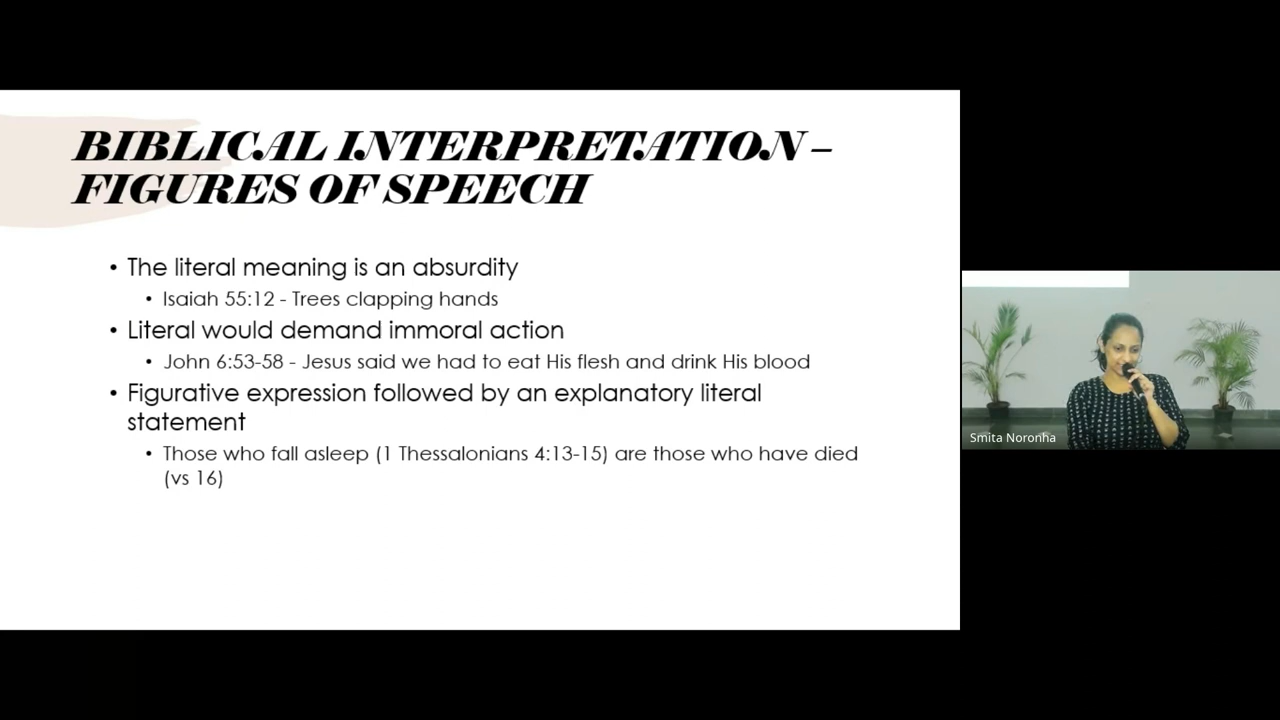 BIBLICAL INTERPRETATION –
FIGURES OF SPEECH
• The literal meaning is an absurdity
• Isaiah 55:12 - Trees clapping hands
• Literal would demand immoral action
• John 6:53-58 - Jesus said we had to eat His flesh and drink His blood
• Figurative expression followed by an explanatory literal
statement
• Those who fall asleep (1 Thessalonians 4:13-15) are those who have died
(vs 16)
Smita Noronha